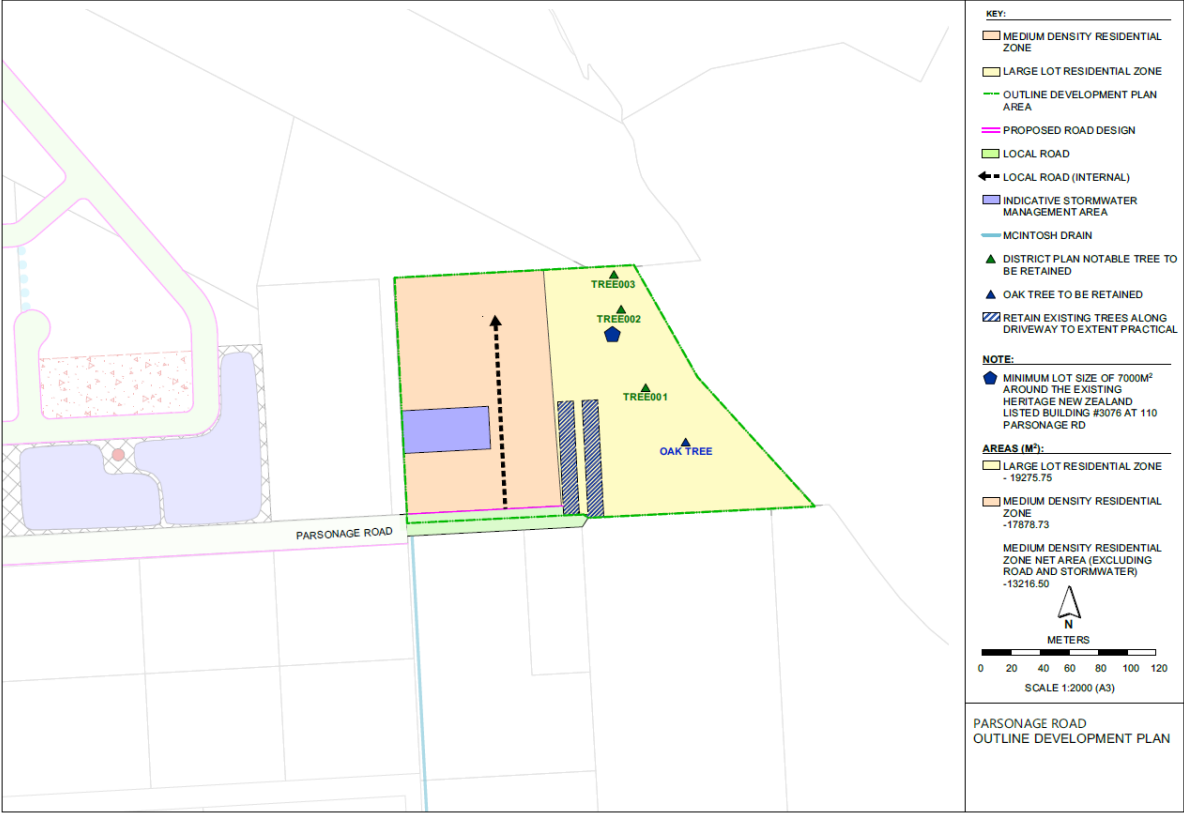 TREE003
TREE002
TREE001
OAK TREE
PARSONAGE ROAD
KEY:
MEDIUM DENSITY RESIDENTIAL
ZONE
LARGE LOT RESIDENTIAL ZONE
OUTLINE DEVELOPMENT PLAN
AREA
PROPOSED ROAD DESIGN
LOCAL ROAD
LOCAL ROAD (INTERNAL)
INDICATIVE STORMWATER
MANAGEMENT AREA
MCINTOSH DRAIN
DISTRICT PLAN NOTABLE TREE TO
BE RETAINED
OAK TREE TO BE RETAINED
RETAIN EXISTING TREES ALONG
DRIVEWAY TO EXTENT PRACTICAL
NOTE:
MINIMUM LOT SIZE OF 7000M²
AROUND THE EXISTING
HERITAGE NEW ZEALAND
LISTED BUILDING #3076 AT 110
PARSONAGE RD
AREAS (M²):
LARGE LOT RESIDENTIAL ZONE
- 19275.75
MEDIUM DENSITY RESIDENTIAL
ZONE
-17878.73
MEDIUM DENSITY RESIDENTIAL
ZONE NET AREA (EXCLUDING
ROAD AND STORMWATER)
-13216.50
N
METERS
0 20 40 60 80 100 120
SCALE 1:2000 (A3)
PARSONAGE ROAD
OUTLINE DEVELOPMENT PLAN